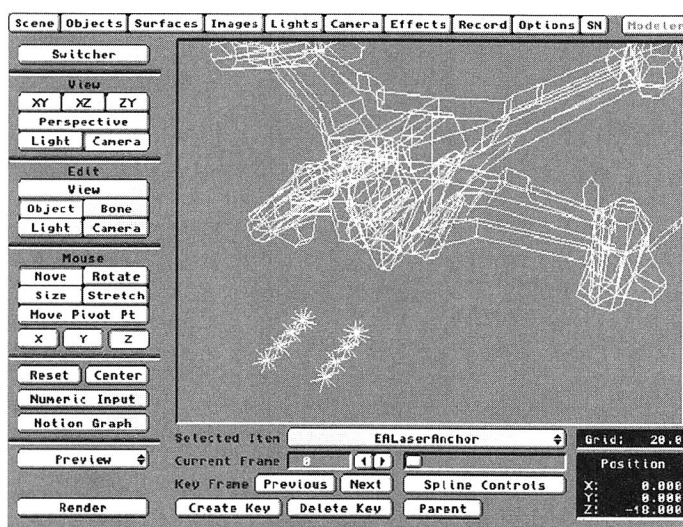 Scene Objects Surfaces Images Lights Camera Effects Record Options SN Modeler
Switcher
View
XY XZ ZY
Perspective
Light Camera
Edit
View
Object Bone
Light Camera
Mouse
Move Rotate
Size Stretch
Move Pivot Pt
X Y Z
Reset Center
Numeric Input
Motion Graph
Preview
Render
Selected Item EALaserAnchor
Current Frame 0
Key Frame Previous Next Spline Controls
Create Key Delete Key Parent
Grid: 20.0
Position
X: 0.000
Y: 0.000
Z: -18.000